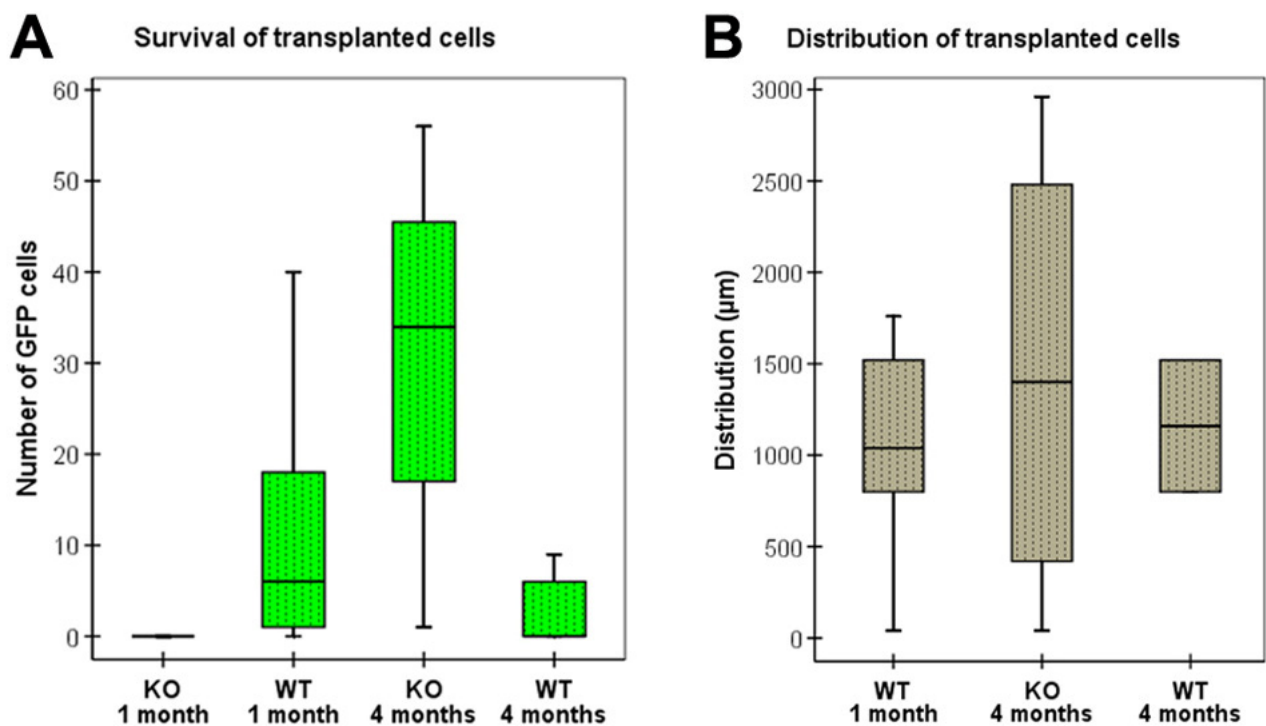 A
Survival of transplanted cells
Number of GFP cells
60
50
40
30
20
10
0
KO
1 month
WT
1 month
KO
4 months
WT
4 months
B
Distribution of transplanted cells
Distribution (µm)
3000
2500
2000
1500
1000
500
0
WT
1 month
KO
4 months
WT
4 months